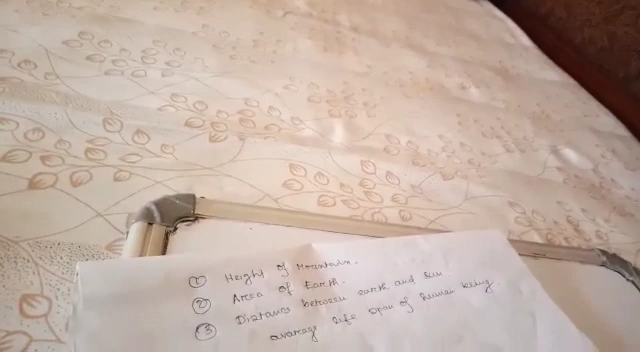 ① Height of Mountain.
② Area of Earth.
③ Distance between earth and Sun.
average life span of human being